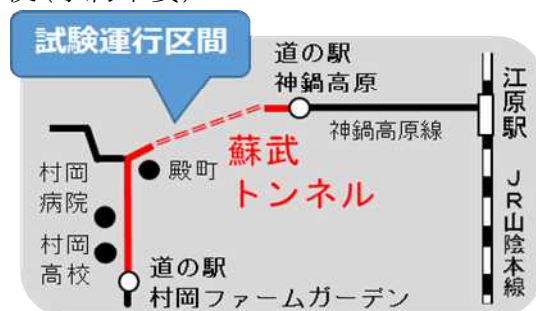 試験運行区間
道の駅
神鍋高原
江原駅
神鍋高原線
蘇武
トンネル
殿町
村岡
病院
村岡
高校
道の駅
村岡ファームガーデン
JR山陰本線